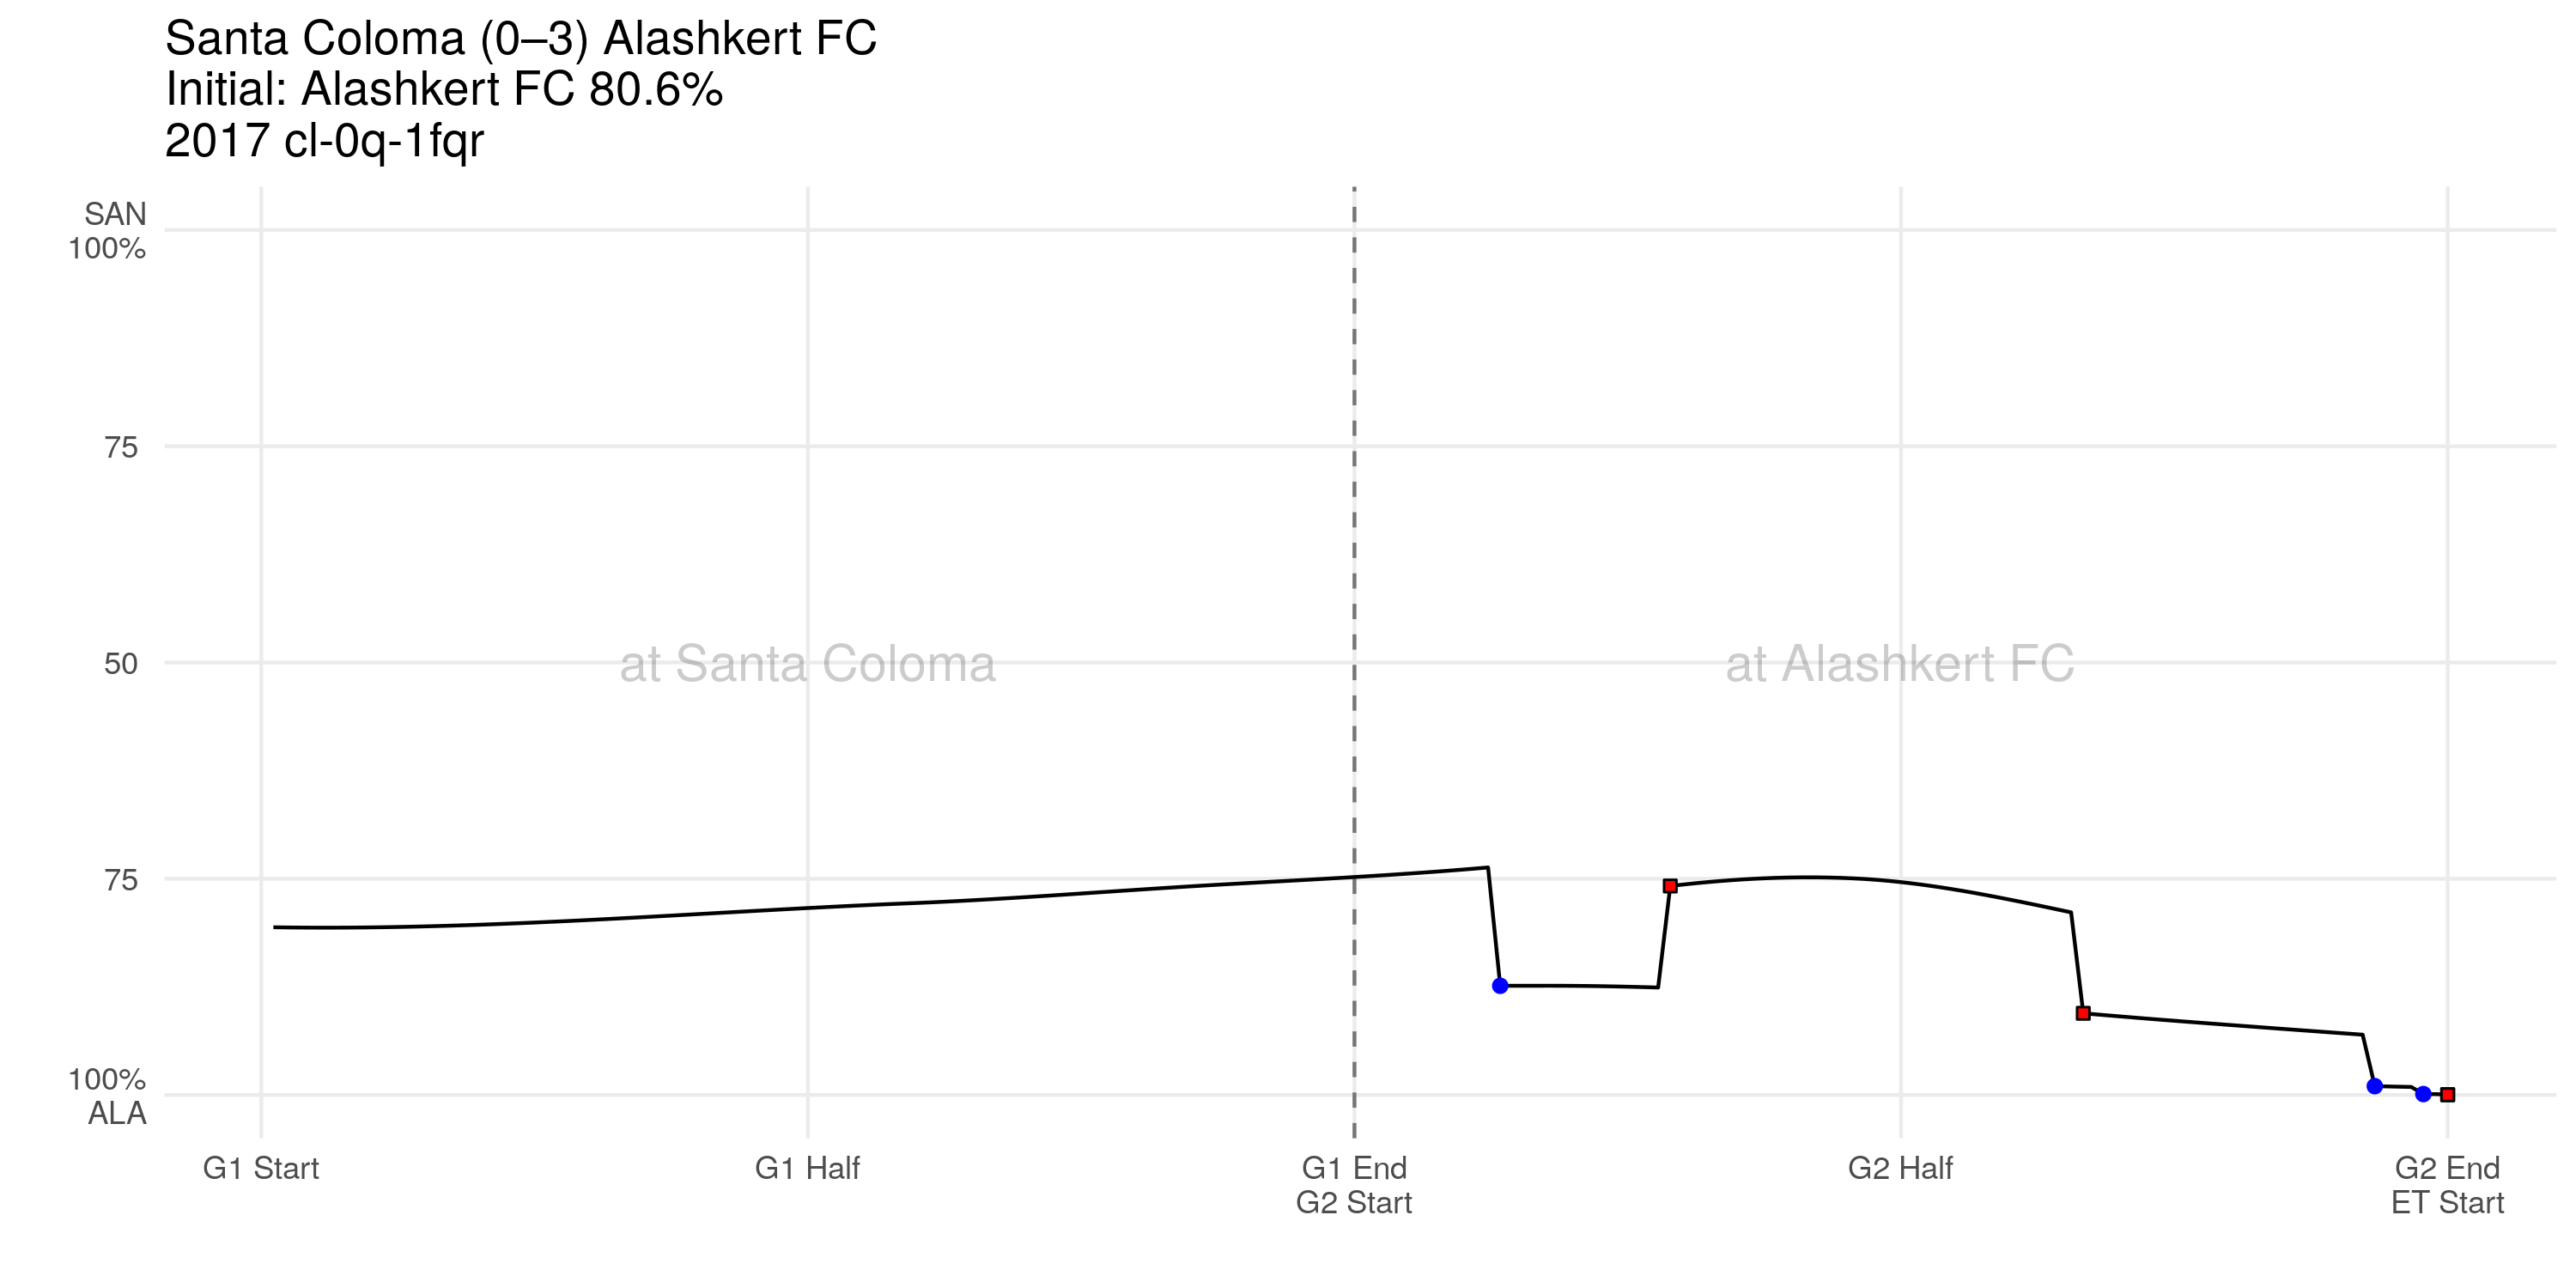 Santa Coloma (0–3) Alashkert FC
Initial: Alashkert FC 80.6%
2017 cl-0q-1fqr
SAN
100%
75
50
75
100%
ALA
at Santa Coloma
at Alashkert FC
G1 Start
G1 Half
G1 End
G2 Start
G2 Half
G2 End
ET Start